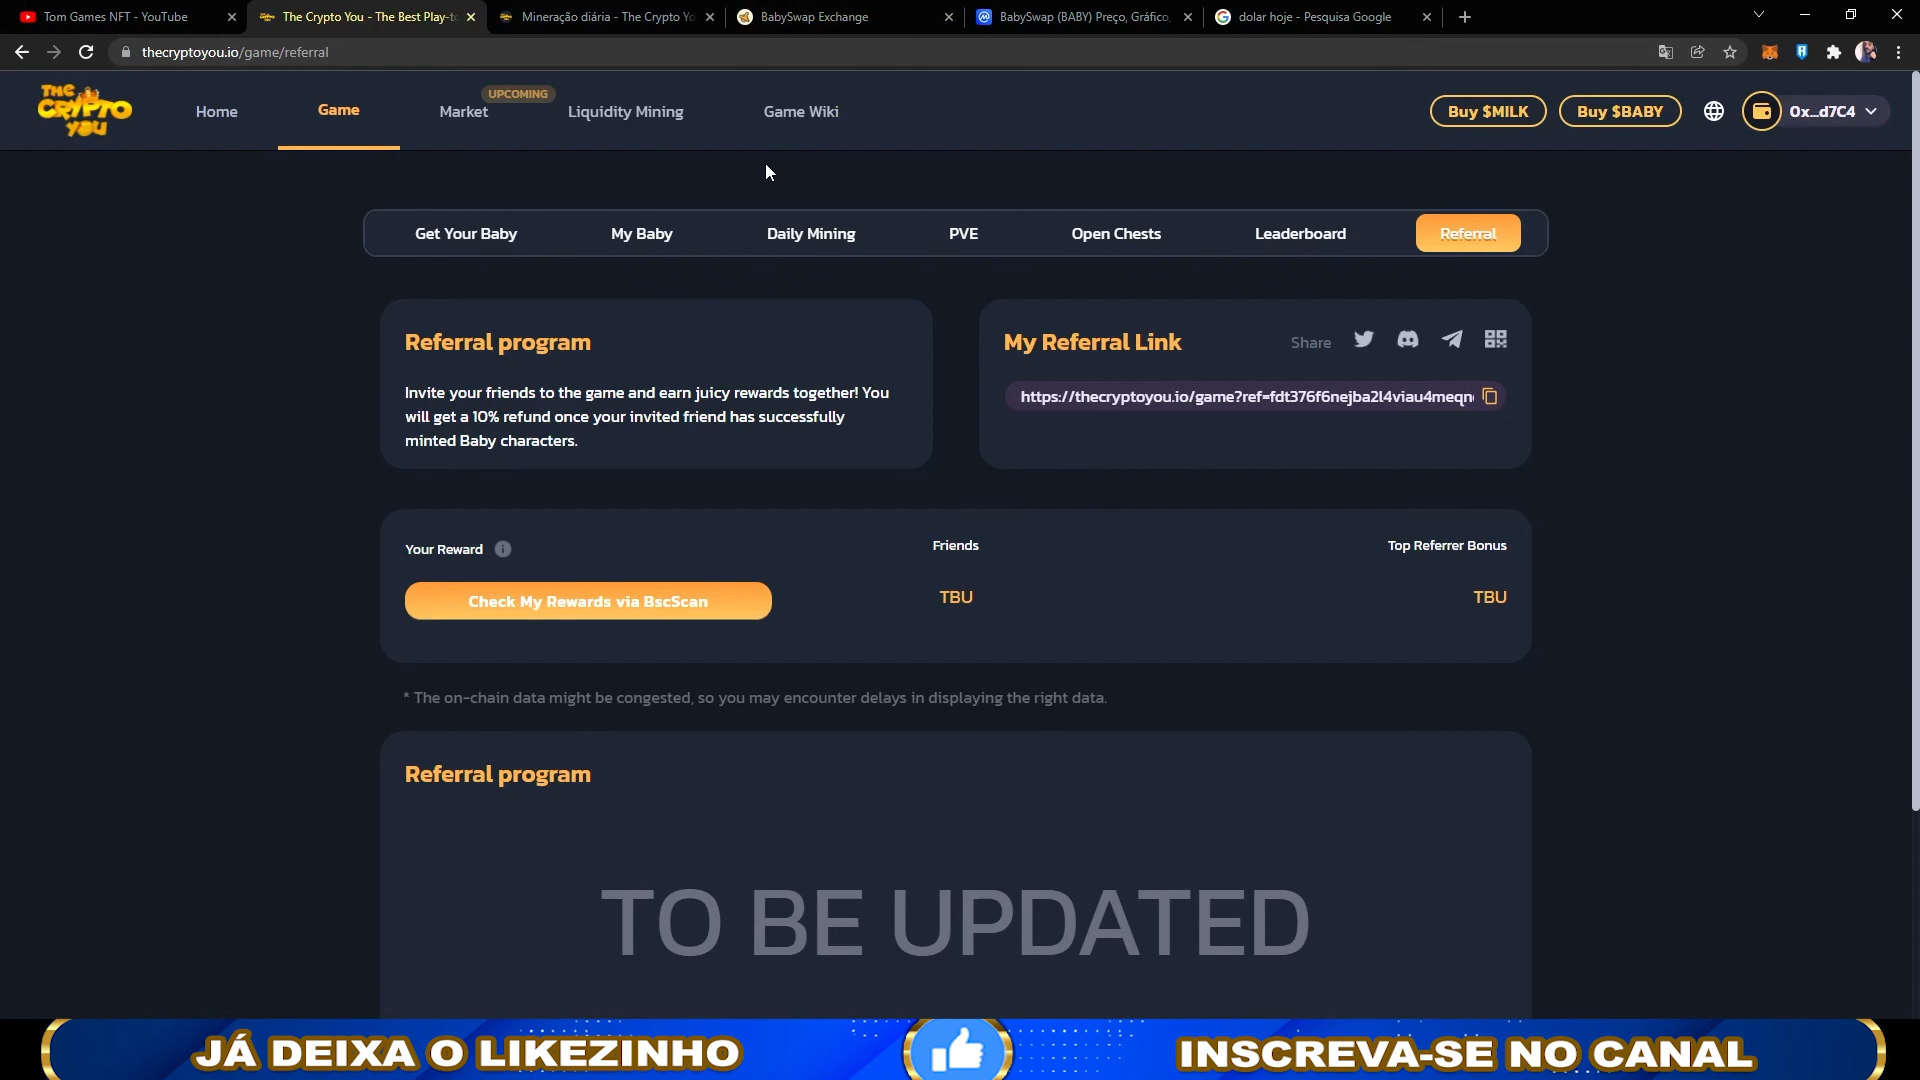 Tom Games NFT - YouTube
The Crypto You - The Best Play-to
Mineração diária - The Crypto Yo
BabySwap Exchange
BabySwap (BABY) Preço, Gráfico,
dolar hoje - Pesquisa Google
thecryptoyou.io/game/referral
THE CRYPTO YOU
Home
Game
Market
UPCOMING
Liquidity Mining
Game Wiki
Buy $MILK
Buy $BABY
0x...d7C4
Get Your Baby
My Baby
Daily Mining
PVE
Open Chests
Leaderboard
Referral
Referral program
Invite your friends to the game and earn juicy rewards together! You
will get a 10% refund once your invited friend has successfully
minted Baby characters.
My Referral Link
Share
https://thecryptoyou.io/game?ref=fdt376f6nejba2l4viau4meqn
Your Reward
Check My Rewards via BscScan
Friends
TBU
Top Referrer Bonus
TBU
* The on-chain data might be congested, so you may encounter delays in displaying the right data.
Referral program
TO BE UPDATED
JÁ DEIXA O LIKEZINHO
INSCREVA-SE NO CANAL